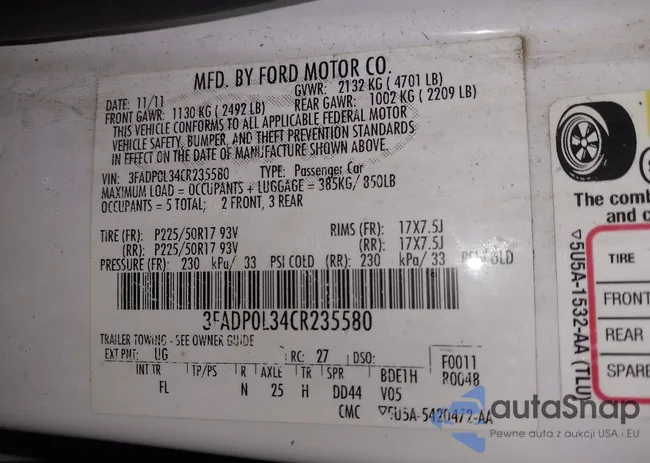 MFD. BY FORD MOTOR CO.
DATE: 11/11 GVWR: 2132 KG ( 4701 LB)
FRONT GAWR: 1130 KG ( 2492 LB) REAR GAWR: 1002 KG ( 2209 LB)
THIS VEHICLE CONFORMS TO ALL APPLICABLE FEDERAL MOTOR
VEHICLE SAFETY, BUMPER, AND THEFT PREVENTION STANDARDS
IN EFFECT ON THE DATE OF MANUFACTURE SHOWN ABOVE.
VIN: 3FADP0L34CR235580 TYPE: Passenger Car
MAXIMUM LOAD = OCCUPANTS + LUGGAGE = 385KG/ 850LB
OCCUPANTS = 5 TOTAL; 2 FRONT, 3 REAR
TIRE (FR): P225/50R17 93V RIMS (FR): 17X7.5J
(RR): P225/50R17 93V (RR): 17X7.5J
PRESSURE (FR): 230 kPa/ 33 PSI COLD (RR): 230 kPa/ 33 PSI COLD
3FADP0L34CR235580
TRAILER TOWING - SEE OWNER GUIDE
EXT PNT: UG RC: 27 DSO: F0011
INT TR TP/PS R AXLE TR SPR BDE1H R004B
FL N 25 H DD44 V05
CMC ▽5U5A-5420472-AA
The comb
and c
TIRE
FRONT
REAR
SPARE
▽5U5A-1532-AA (TLU)
autaSnap
Pewne auta z aukcji USA i EU